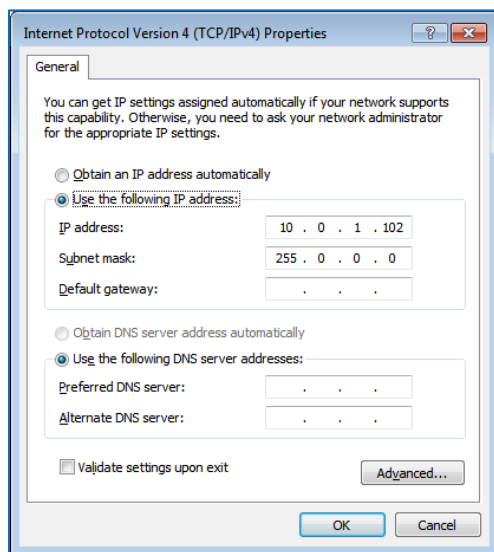 Internet Protocol Version 4 (TCP/IPv4) Properties
General
You can get IP settings assigned automatically if your network supports
this capability. Otherwise, you need to ask your network administrator
for the appropriate IP settings.
Obtain an IP address automatically
Use the following IP address:
IP address: 10 . 0 . 1 . 102
Subnet mask: 255 . 0 . 0 . 0
Default gateway: . . .
Obtain DNS server address automatically
Use the following DNS server addresses:
Preferred DNS server: . . .
Alternate DNS server: . . .
Validate settings upon exit
Advanced...
OK Cancel